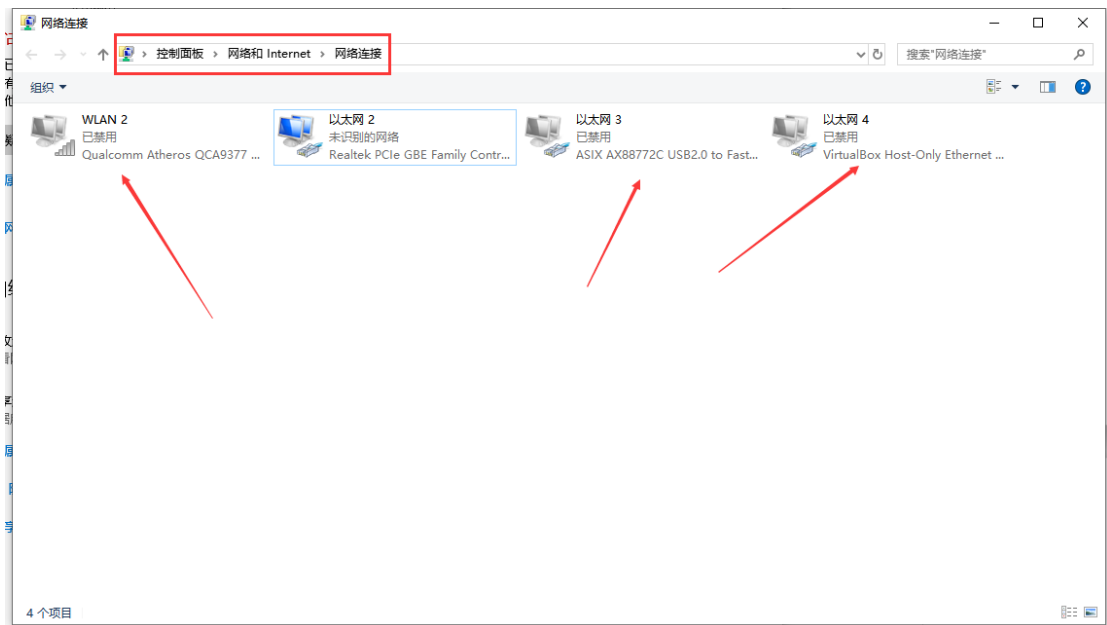 网络连接
控制面板 › 网络和 Internet › 网络连接
搜索"网络连接"
组织
WLAN 2
已禁用
Qualcomm Atheros QCA9377 ...
以太网 2
未识别的网络
Realtek PCIe GBE Family Contr...
以太网 3
已禁用
ASIX AX88772C USB2.0 to Fast...
以太网 4
已禁用
VirtualBox Host-Only Ethernet ...
4 个项目